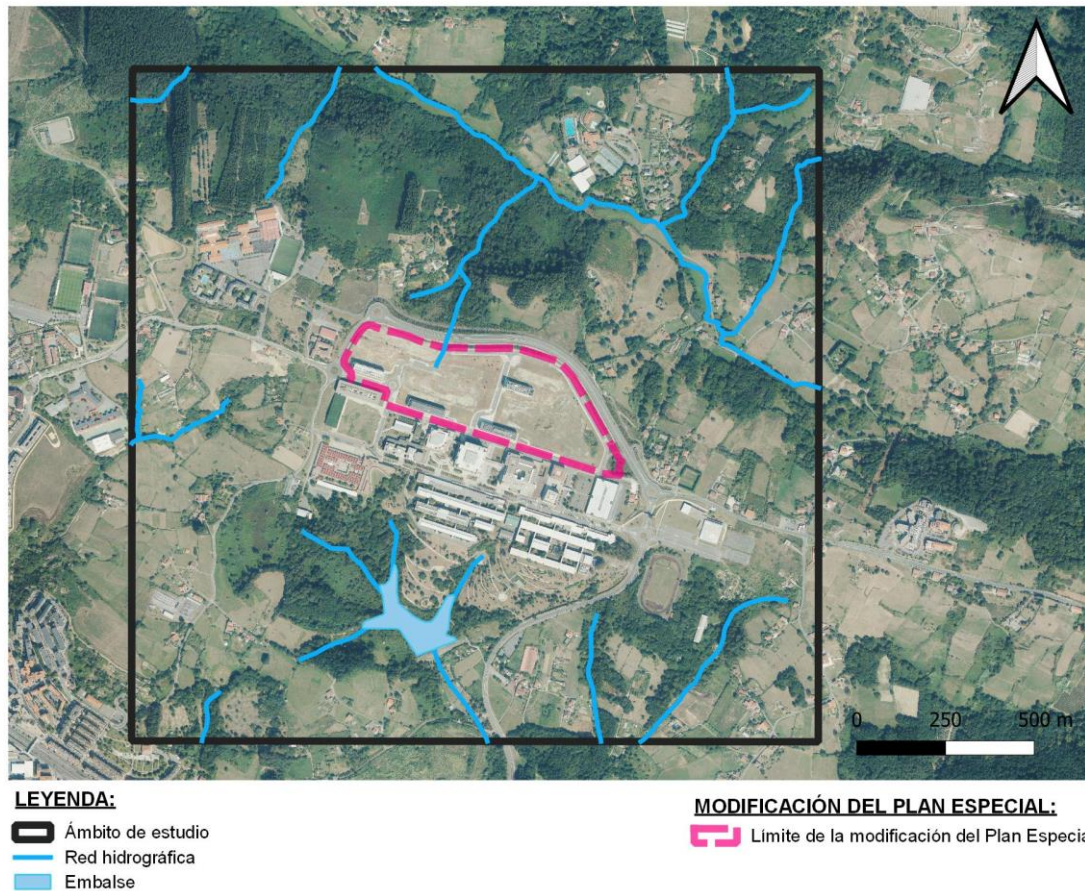 0 250 500 m
LEYENDA:
Ámbito de estudio
Red hidrográfica
Embalse
MODIFICACIÓN DEL PLAN ESPECIAL:
Límite de la modificación del Plan Especia